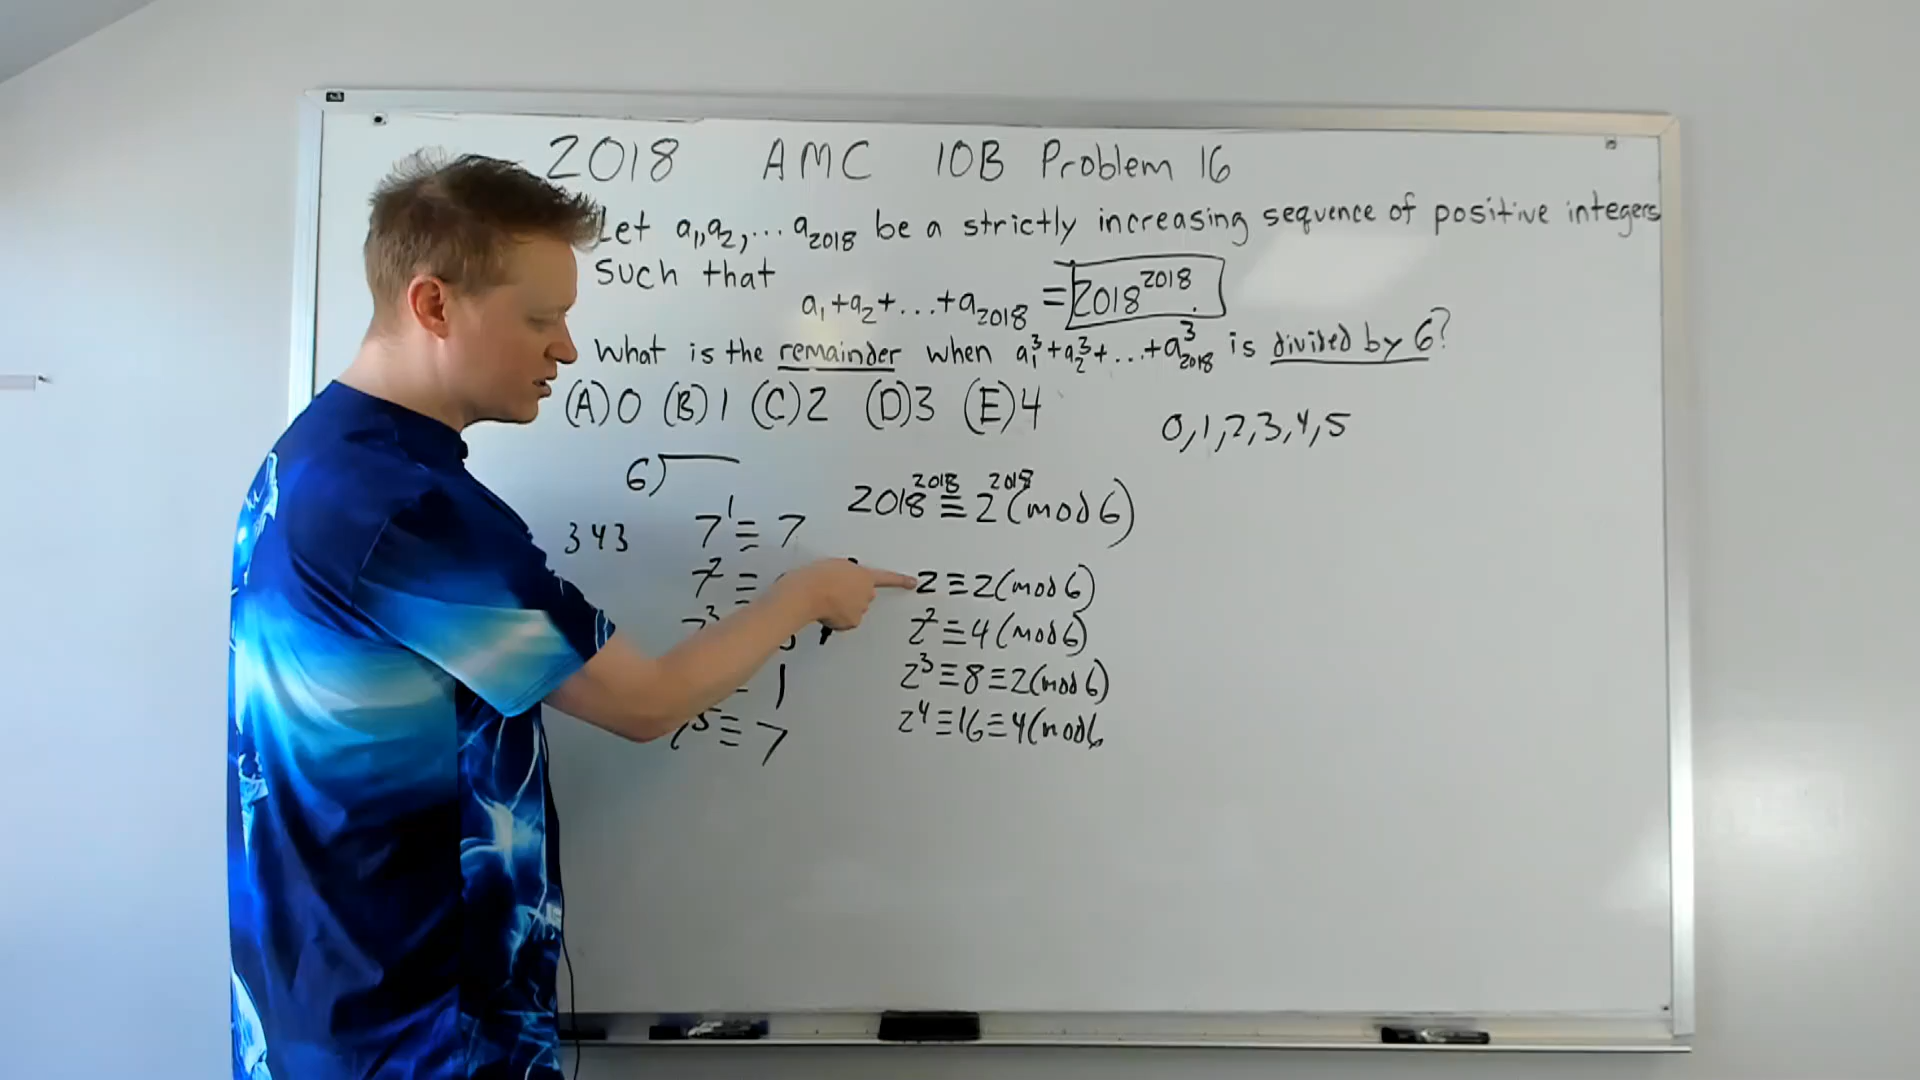 2018 AMC 10B Problem 16
Let a₁,a₂,... a₂₀₁₈ be a strictly increasing sequence of positive integers
Such that
a₁+a₂+...+a₂₀₁₈ = 2018²⁰¹⁸.
What is the remainder when a₁³+a₂³+...+a₂₀₁₈³ is divided by 6?
(A) 0 (B) 1 (C) 2 (D) 3 (E) 4
0,1,2,3,4,5
6)
343
7¹≡7
7²≡
7³
1
≡7
2018²⁰¹⁸≡2²⁰¹⁸(mod 6)
2≡2(mod 6)
2²≡4(mod 6)
2³≡8≡2(mod 6)
2⁴≡16≡4(mod 6